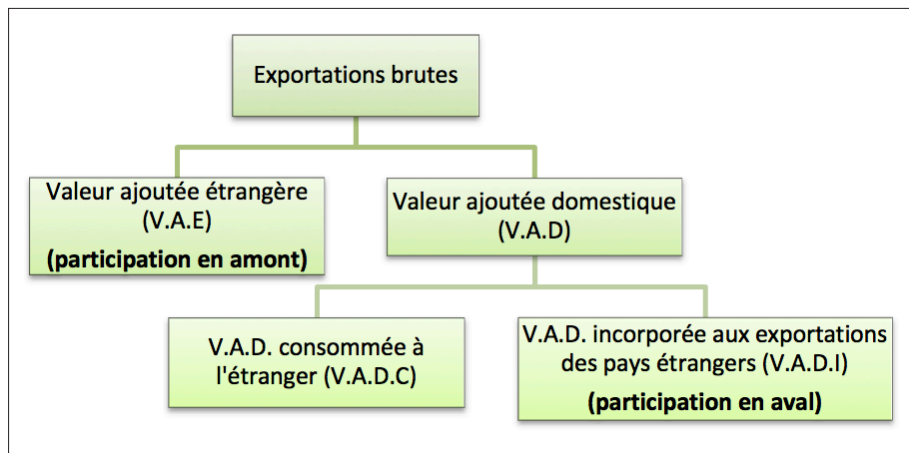 Exportations brutes
Valeur ajoutée étrangère
(V.A.E)
(participation en amont)
Valeur ajoutée domestique
(V.A.D)
V.A.D. consommée à
l'étranger (V.A.D.C)
V.A.D. incorporée aux exportations
des pays étrangers (V.A.D.I)
(participation en aval)